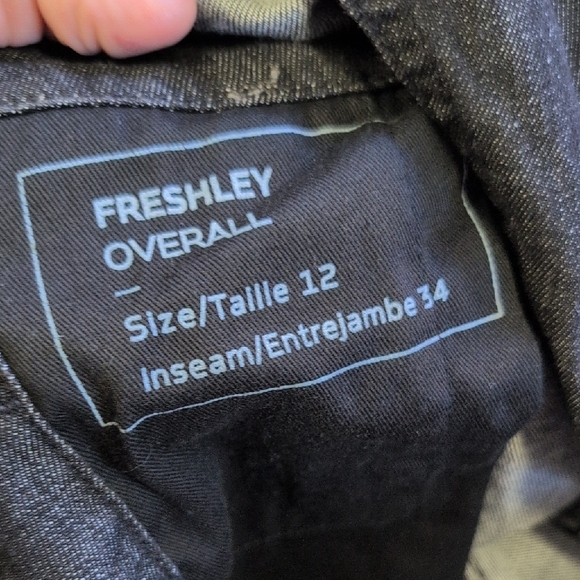 FRESHLEY
OVERALL
–
Size/Taille 12
Inseam/Entrejambe 34